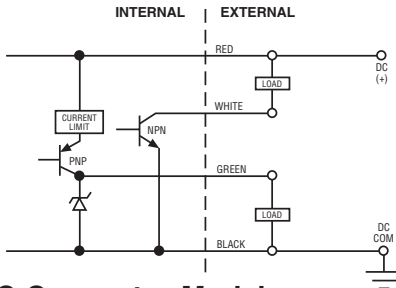 INTERNAL EXTERNAL
RED
DC
(+)
LOAD
CURRENT
LIMIT
WHITE
NPN
PNP
GREEN
LOAD
DC
COM
BLACK